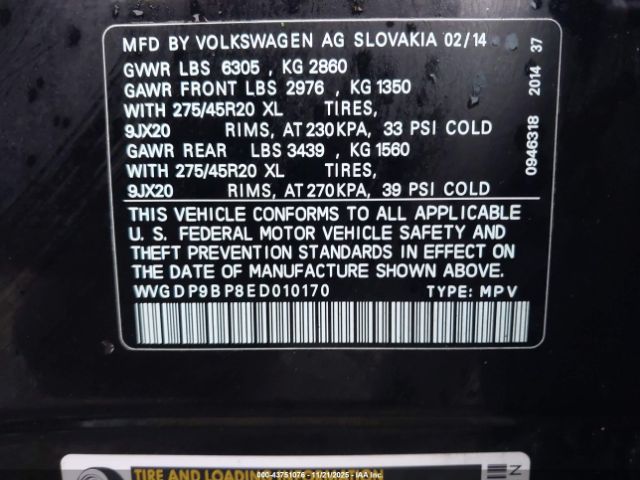 MFD BY VOLKSWAGEN AG SLOVAKIA 02/14
GVWR LBS 6305 , KG 2860
GAWR FRONT LBS 2976 , KG 1350
WITH 275/45R20 XL TIRES,
9JX20 RIMS, AT 230 KPA, 33 PSI COLD
GAWR REAR LBS 3439 , KG 1560
WITH 275/45R20 XL TIRES,
9JX20 RIMS, AT 270 KPA, 39 PSI COLD
THIS VEHICLE CONFORMS TO ALL APPLICABLE
U. S. FEDERAL MOTOR VEHICLE SAFETY AND
THEFT PREVENTION STANDARDS IN EFFECT ON
THE DATE OF MANUFACTURE SHOWN ABOVE.
WVGDP9BP8ED010170 TYPE: MPV
0946318 2014 37
TIRE AND LOADING
000-43751076 - 11/21/2025 - IAA Inc.